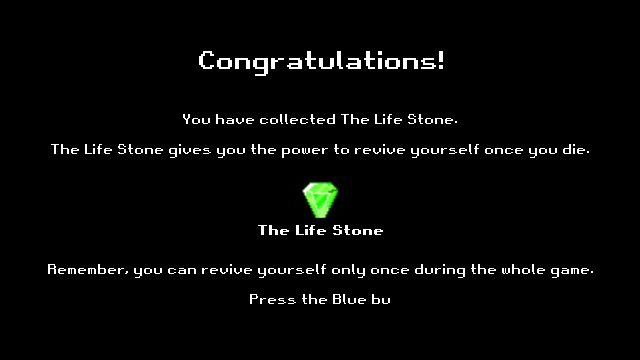 Congratulations!
You have collected The Life Stone.
The Life Stone gives you the power to revive yourself once you die.
The Life Stone
Remember, you can revive yourself only once during the whole game.
Press the Blue bu